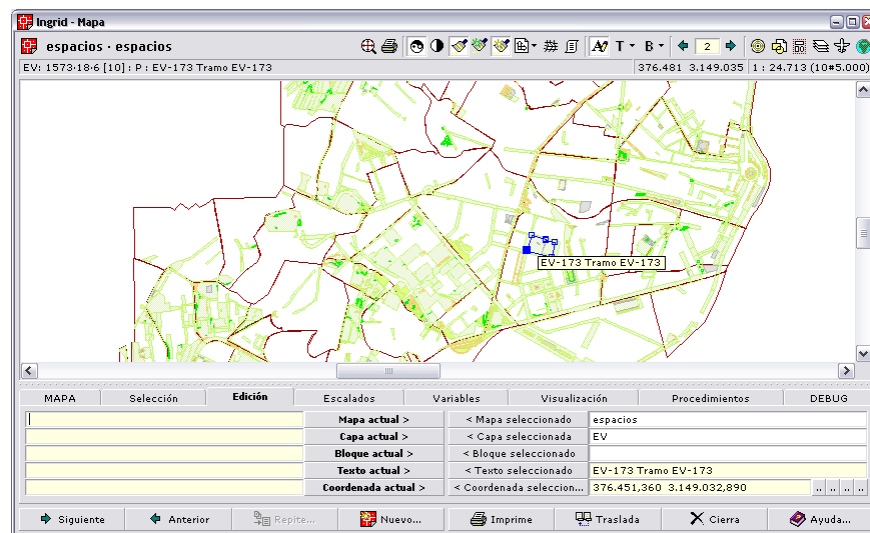 Ingrid - Mapa
espacios · espacios
A T B 2
EV: 1573·18·6 [10] : P : EV-173 Tramo EV-173 376.481 3.149.035 1 : 24.713 (10#5.000)
EV-173 Tramo EV-173
MAPA Selección Edición Escalados Variables Visualización Procedimientos DEBUG
Mapa actual > < Mapa seleccionado espacios
Capa actual > < Capa seleccionada EV
Bloque actual > < Bloque seleccionado
Texto actual > < Texto seleccionado EV-173 Tramo EV-173
Coordenada actual > < Coordenada seleccion... 376.451,360 3.149.032,890 .. .. .. ..
Siguiente Anterior Repite... Nuevo... Imprime Traslada Cierra Ayuda...